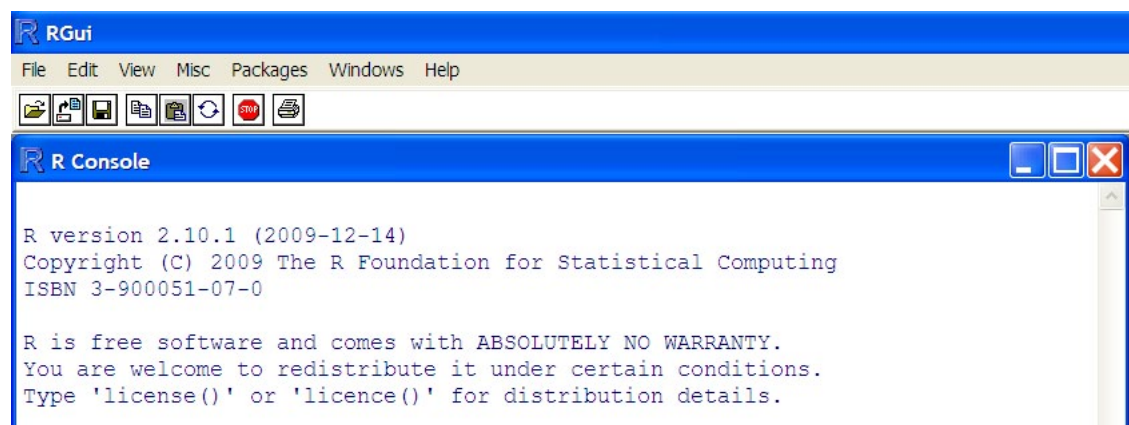 R RGui
File Edit View Misc Packages Windows Help
STOP
R R Console
R version 2.10.1 (2009-12-14)
Copyright (C) 2009 The R Foundation for Statistical Computing
ISBN 3-900051-07-0
R is free software and comes with ABSOLUTELY NO WARRANTY.
You are welcome to redistribute it under certain conditions.
Type 'license()' or 'licence()' for distribution details.